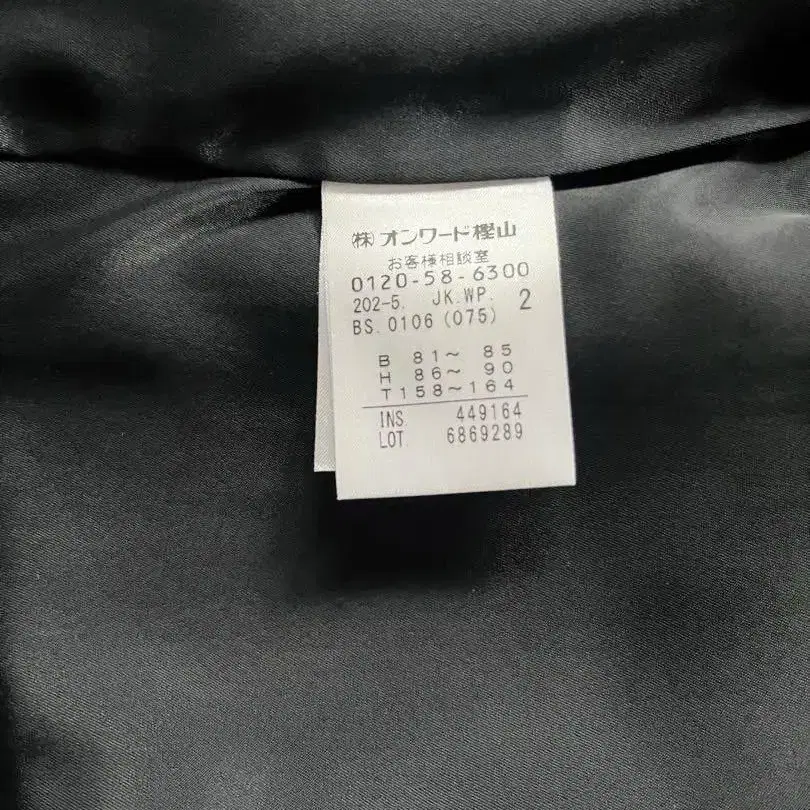 ㈱オンワード樫山
お客様相談室
0120-58-6300
202-5. JK.WP. 2
BS.0106(075)
B 81～ 85
H 86～ 90
T158～164
INS 449164
LOT 6869289